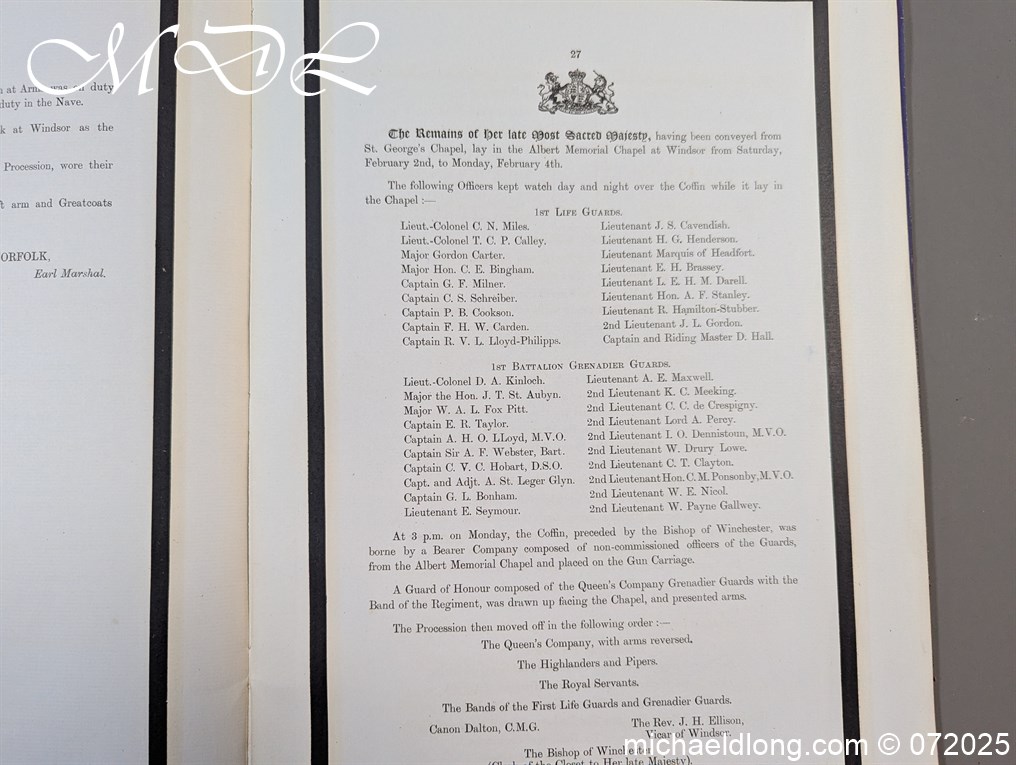 MDL
n at Arms was on duty
duty in the Nave.
k at Windsor as the
Procession, wore their
t arm and Greatcoats
ORFOLK,
Earl Marshal.
27
The Remains of Her late Most Sacred Majesty, having been conveyed from
St. George's Chapel, lay in the Albert Memorial Chapel at Windsor from Saturday,
February 2nd, to Monday, February 4th.
The following Officers kept watch day and night over the Coffin while it lay in
the Chapel :—
1ST LIFE GUARDS.
Lieut.-Colonel C. N. Miles. Lieutenant J. S. Cavendish.
Lieut.-Colonel T. C. P. Calley. Lieutenant H. G. Henderson.
Major Gordon Carter. Lieutenant Marquis of Headfort.
Major Hon. C. E. Bingham. Lieutenant E. H. Brassey.
Captain G. F. Milner. Lieutenant L. E. H. M. Darell.
Captain C. S. Schreiber. Lieutenant Hon. A. F. Stanley.
Captain P. B. Cookson. Lieutenant R. Hamilton-Stubber.
Captain F. H. W. Carden. 2nd Lieutenant J. L. Gordon.
Captain R. V. L. Lloyd-Philipps. Captain and Riding Master D. Hall.
1ST BATTALION GRENADIER GUARDS.
Lieut.-Colonel D. A. Kinloch. Lieutenant A. E. Maxwell.
Major the Hon. J. T. St. Aubyn. 2nd Lieutenant K. C. Meeking.
Major W. A. L. Fox Pitt. 2nd Lieutenant C. C. de Crespigny.
Captain E. R. Taylor. 2nd Lieutenant Lord A. Percy.
Captain A. H. O. LLoyd, M.V.O. 2nd Lieutenant I. O. Dennistoun, M.V.O.
Captain Sir A. F. Webster, Bart. 2nd Lieutenant W. Drury Lowe.
Captain C. V. C. Hobart, D.S.O. 2nd Lieutenant C. T. Clayton.
Capt. and Adjt. A. St. Leger Glyn. 2nd Lieutenant Hon. C. M. Ponsonby, M.V.O.
Captain G. L. Bonham. 2nd Lieutenant W. E. Nicol.
Lieutenant E. Seymour. 2nd Lieutenant W. Payne Gallwey.
At 3 p.m. on Monday, the Coffin, preceded by the Bishop of Winchester, was
borne by a Bearer Company composed of non-commissioned officers of the Guards,
from the Albert Memorial Chapel and placed on the Gun Carriage.
A Guard of Honour composed of the Queen's Company Grenadier Guards with the
Band of the Regiment, was drawn up facing the Chapel, and presented arms.
The Procession then moved off in the following order :—
The Queen's Company, with arms reversed.
The Highlanders and Pipers.
The Royal Servants.
The Bands of the First Life Guards and Grenadier Guards.
Canon Dalton, C.M.G. The Rev. J. H. Ellison,
Vicar of Windsor.
The Bishop of Winchester
(Clerk of the Closet to Her late Majesty).
michaeldlong.com © 072025